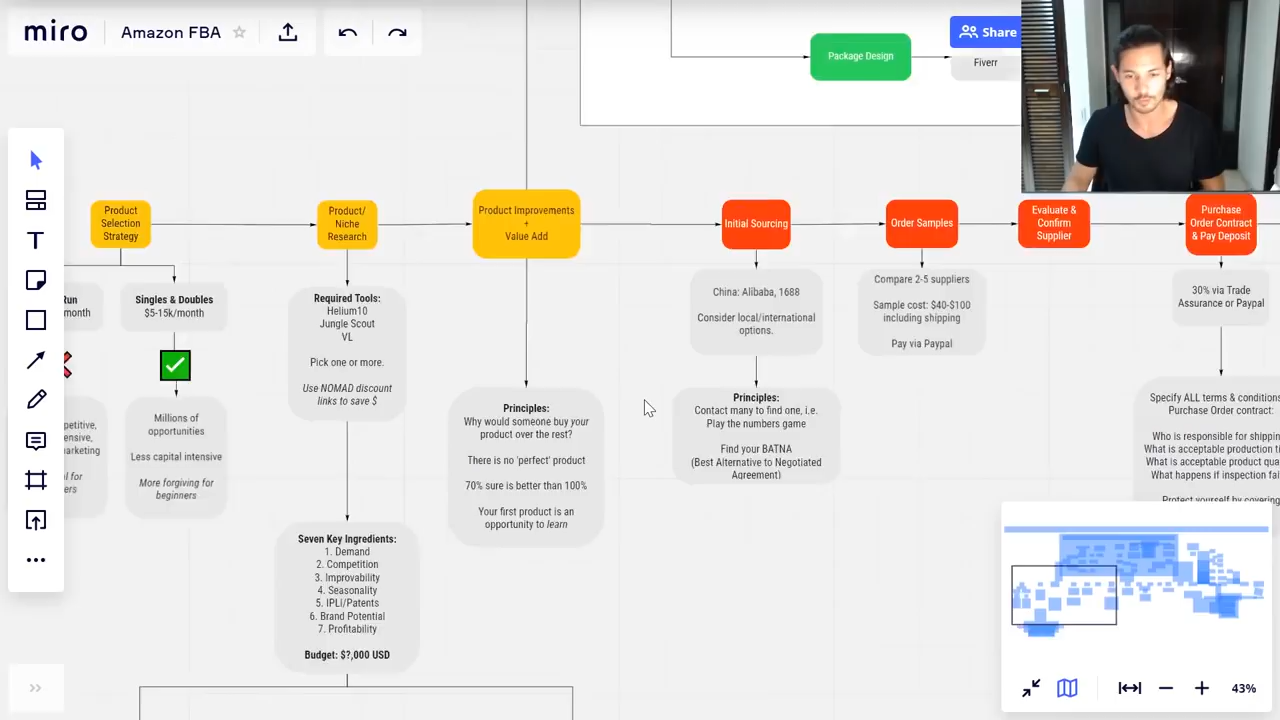 miro
Amazon FBA
Share
Package Design
Fiverr
Product
Selection
Strategy
Product/
Niche
Research
Product Improvements
+
Value Add
Initial Sourcing
Order Samples
Evaluate &
Confirm
Supplier
Purchase
Order Contract
& Pay Deposit
Run
month
Singles & Doubles
$5-15k/month
Millions of
opportunities
Less capital intensive
More forgiving for
beginners
Required Tools:
Helium10
Jungle Scout
VL
Pick one or more.
Use NOMAD discount
links to save $
Seven Key Ingredients:
1. Demand
2. Competition
3. Improvability
4. Seasonality
5. IPLI/Patents
6. Brand Potential
7. Profitability
Budget: $?,000 USD
Principles:
Why would someone buy your
product over the rest?
There is no 'perfect' product
70% sure is better than 100%
Your first product is an
opportunity to learn
China: Alibaba, 1688
Consider local/international
options.
Principles:
Contact many to find one, i.e.
Play the numbers game
Find your BATNA
(Best Alternative to Negotiated
Agreement)
Compare 2-5 suppliers
Sample cost: $40-$100
including shipping
Pay via Paypal
30% via Trade
Assurance or Paypal
Specify ALL terms & conditions
Purchase Order contract:
Who is responsible for shippin
What is acceptable production ti
What is acceptable product qua
What happens if inspection fai
Protect yourself by covering
43%